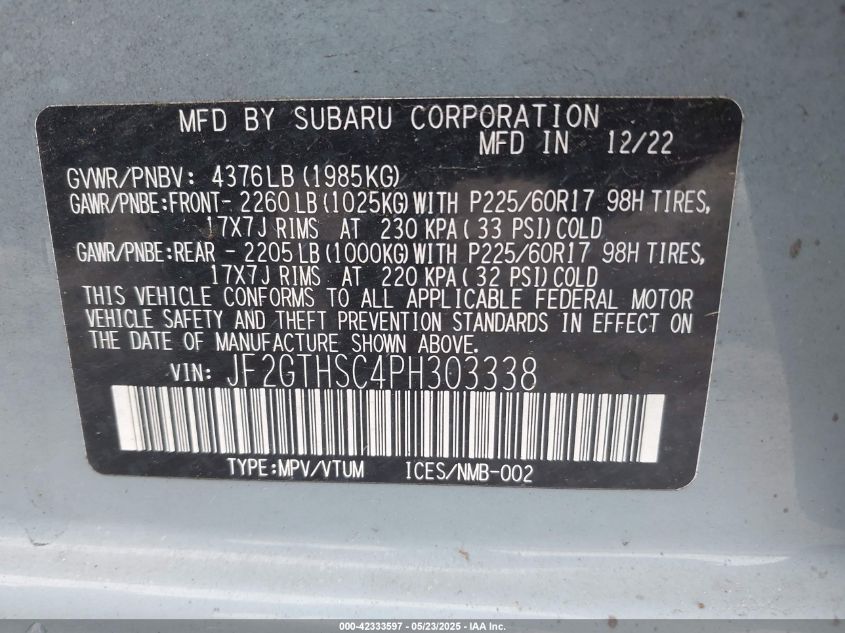 MFD BY SUBARU CORPORATION
MFD IN 12/22
GVWR/PNBV: 4376LB (1985KG)
GAWR/PNBE:FRONT- 2260 LB (1025KG) WITH P225/60R17 98H TIRES,
17X7J RIMS AT 230 KPA ( 33 PSI) COLD
GAWR/PNBE:REAR - 2205 LB (1000KG) WITH P225/60R17 98H TIRES,
17X7J RIMS AT 220 KPA ( 32 PSI) COLD
THIS VEHICLE CONFORMS TO ALL APPLICABLE FEDERAL MOTOR
VEHICLE SAFETY AND THEFT PREVENTION STANDARDS IN EFFECT ON
THE DATE OF MANUFACTURE SHOWN ABOVE.
VIN: JF2GTHSC4PH303338
TYPE:MPV/VTUM ICES/NMB-002
000-42333597 - 05/23/2025 - IAA Inc.